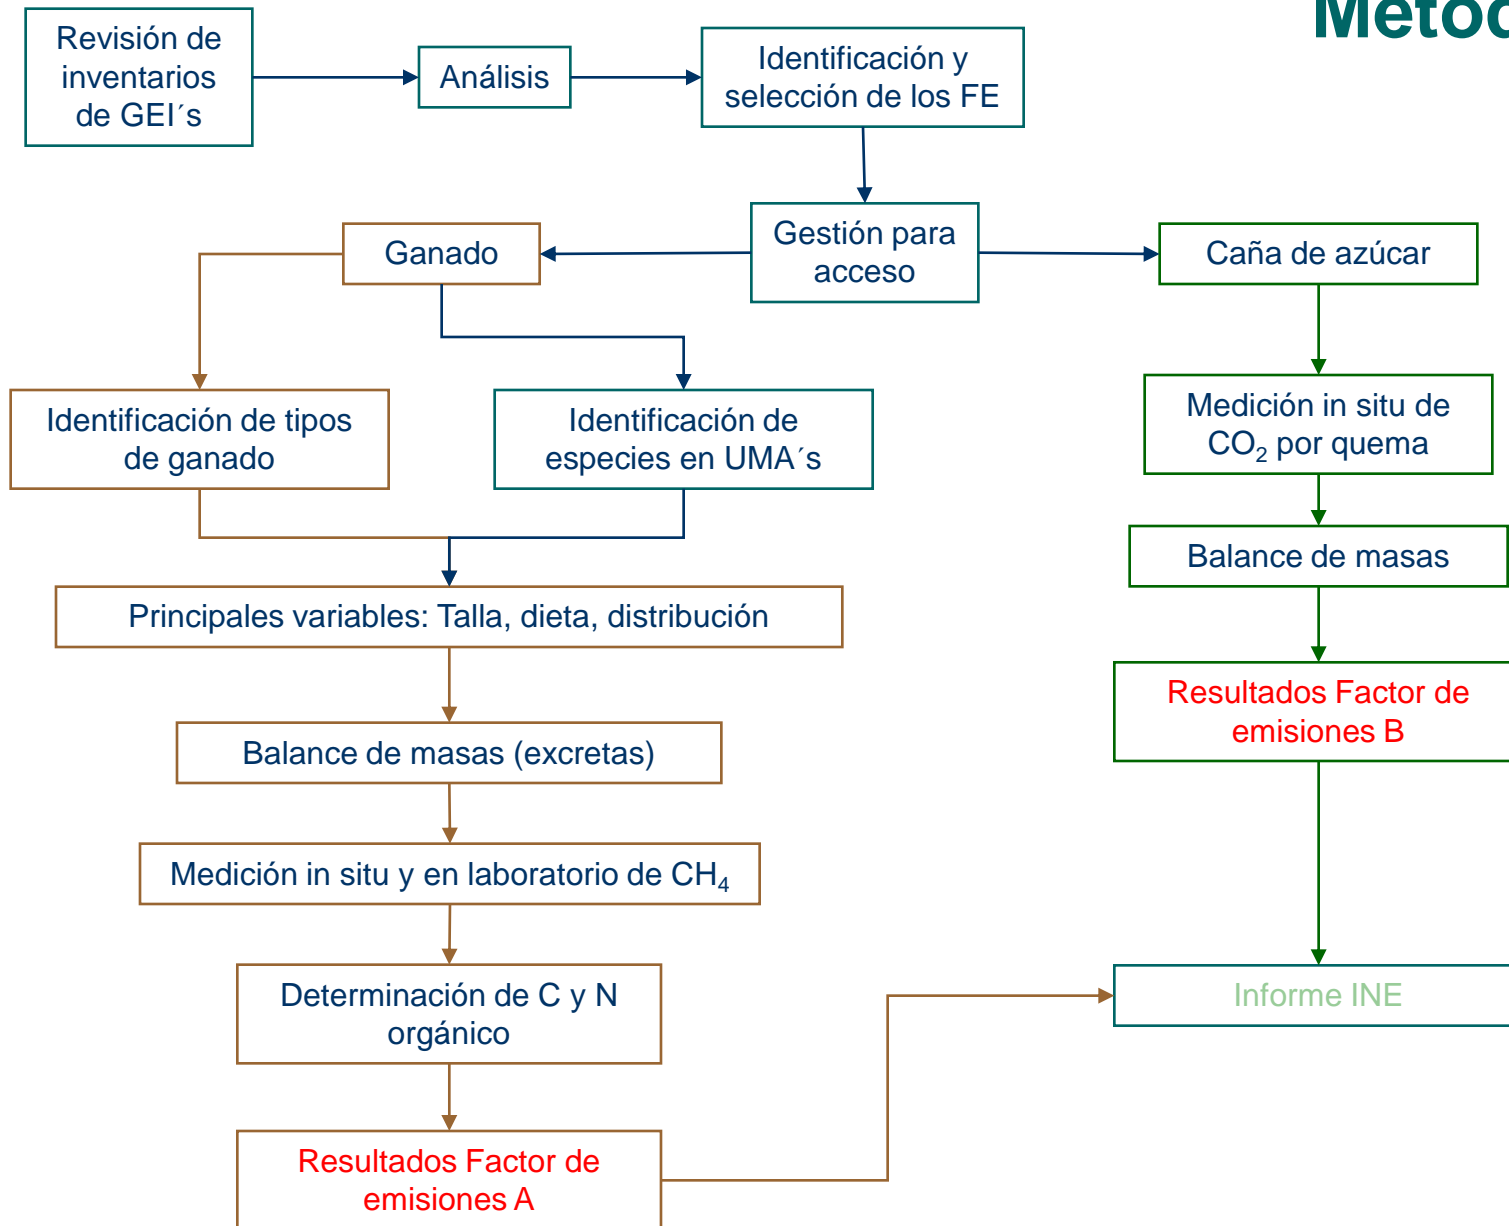 Metod
Revisión de
inventarios
de GEI´s
Análisis
Identificación y
selección de los FE
Gestión para
acceso
Ganado
Caña de azúcar
Identificación de tipos
de ganado
Identificación de
especies en UMA´s
Medición in situ de
CO₂ por quema
Balance de masas
Principales variables: Talla, dieta, distribución
Resultados Factor de
emisiones B
Balance de masas (excretas)
Medición in situ y en laboratorio de CH₄
Determinación de C y N
orgánico
Informe INE
Resultados Factor de
emisiones A